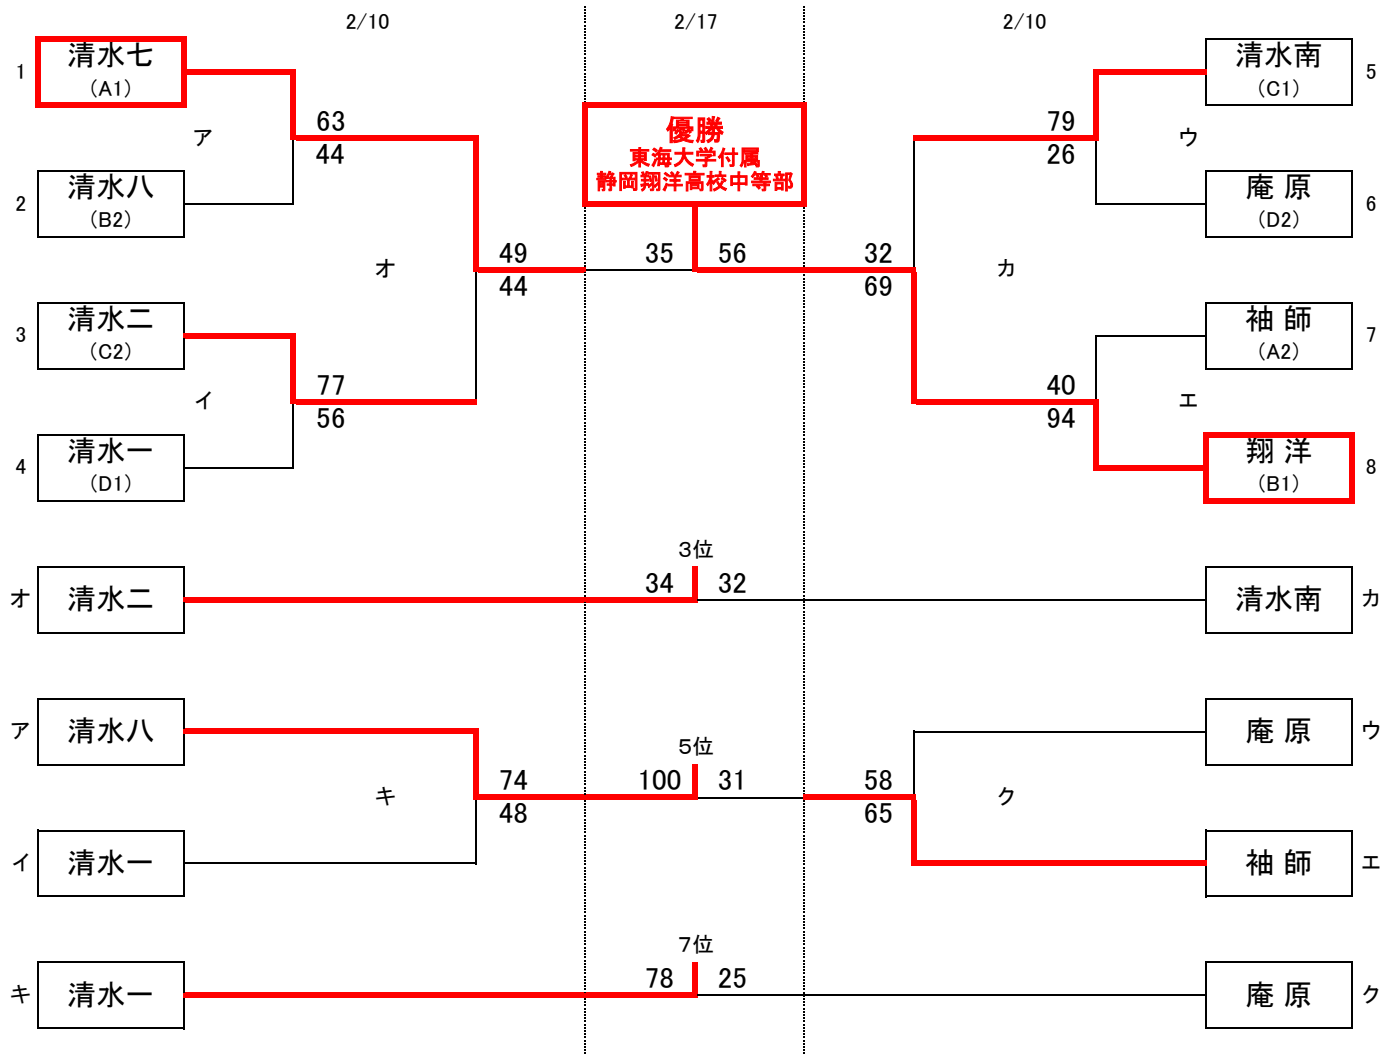 2/10
2/17
2/10
1
清水七
(A1)
清水南
(C1)
5
優勝
東海大学付属
静岡翔洋高校中等部
ア
63
44
79
26
ウ
2
清水八
(B2)
庵 原
(D2)
6
オ
49
44
35
56
32
69
カ
3
清水二
(C2)
袖 師
(A2)
7
イ
77
56
40
94
エ
4
清水一
(D1)
翔 洋
(B1)
8
3位
オ
清水二
34
32
清水南
カ
ア
清水八
庵 原
ウ
5位
キ
74
48
100
31
58
65
ク
イ
清水一
袖 師
エ
7位
キ
清水一
78
25
庵 原
ク